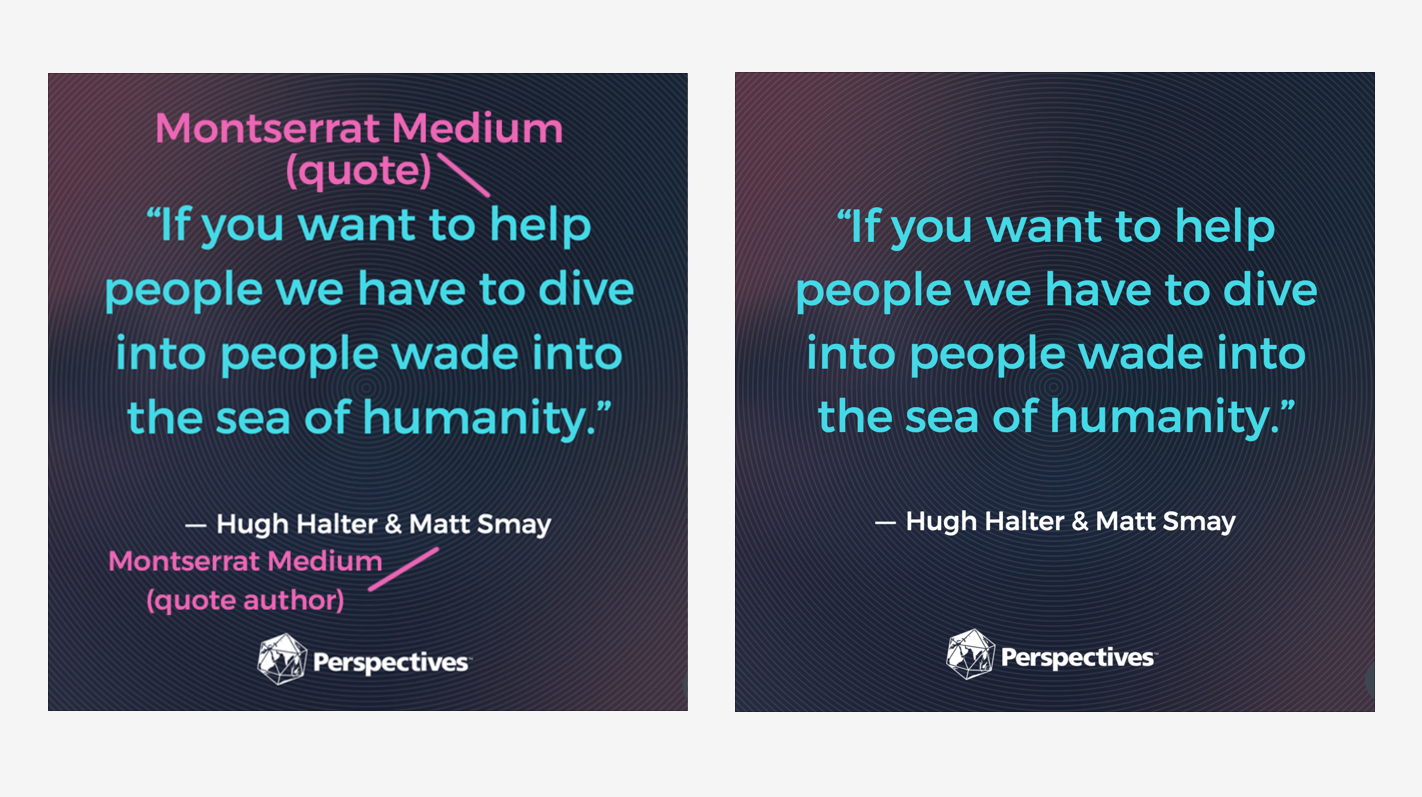 Montserrat Medium
(quote)
“If you want to help
people we have to dive
into people wade into
the sea of humanity.”
— Hugh Halter & Matt Smay
Montserrat Medium
(quote author)
Perspectives™
“If you want to help
people we have to dive
into people wade into
the sea of humanity.”
— Hugh Halter & Matt Smay
Perspectives™